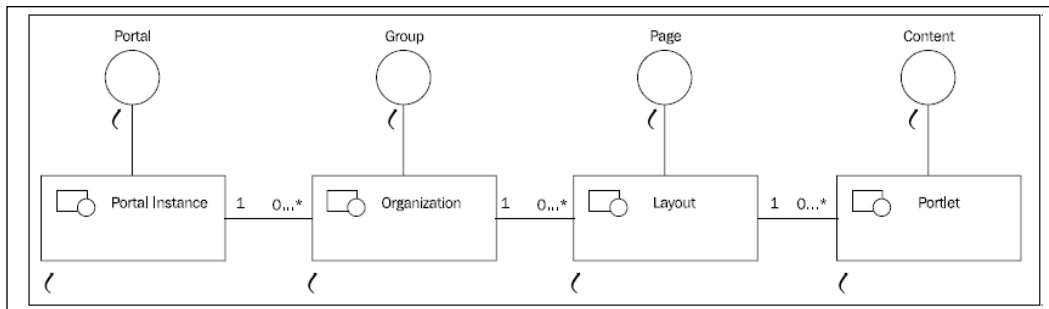 Portal Group Page Content
Portal Instance 1 0...* Organization 1 0...* Layout 1 0...* Portlet